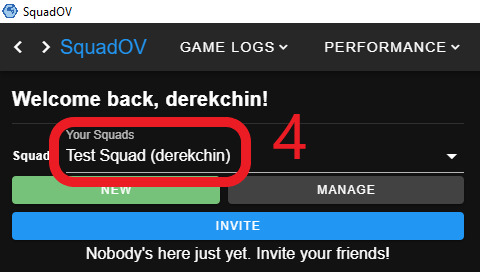 SquadOV
SquadOV GAME LOGS PERFORMANCE
Welcome back, derekchin!
Your Squads
Squad Test Squad (derekchin)
4
NEW MANAGE
INVITE
Nobody's here just yet. Invite your friends!